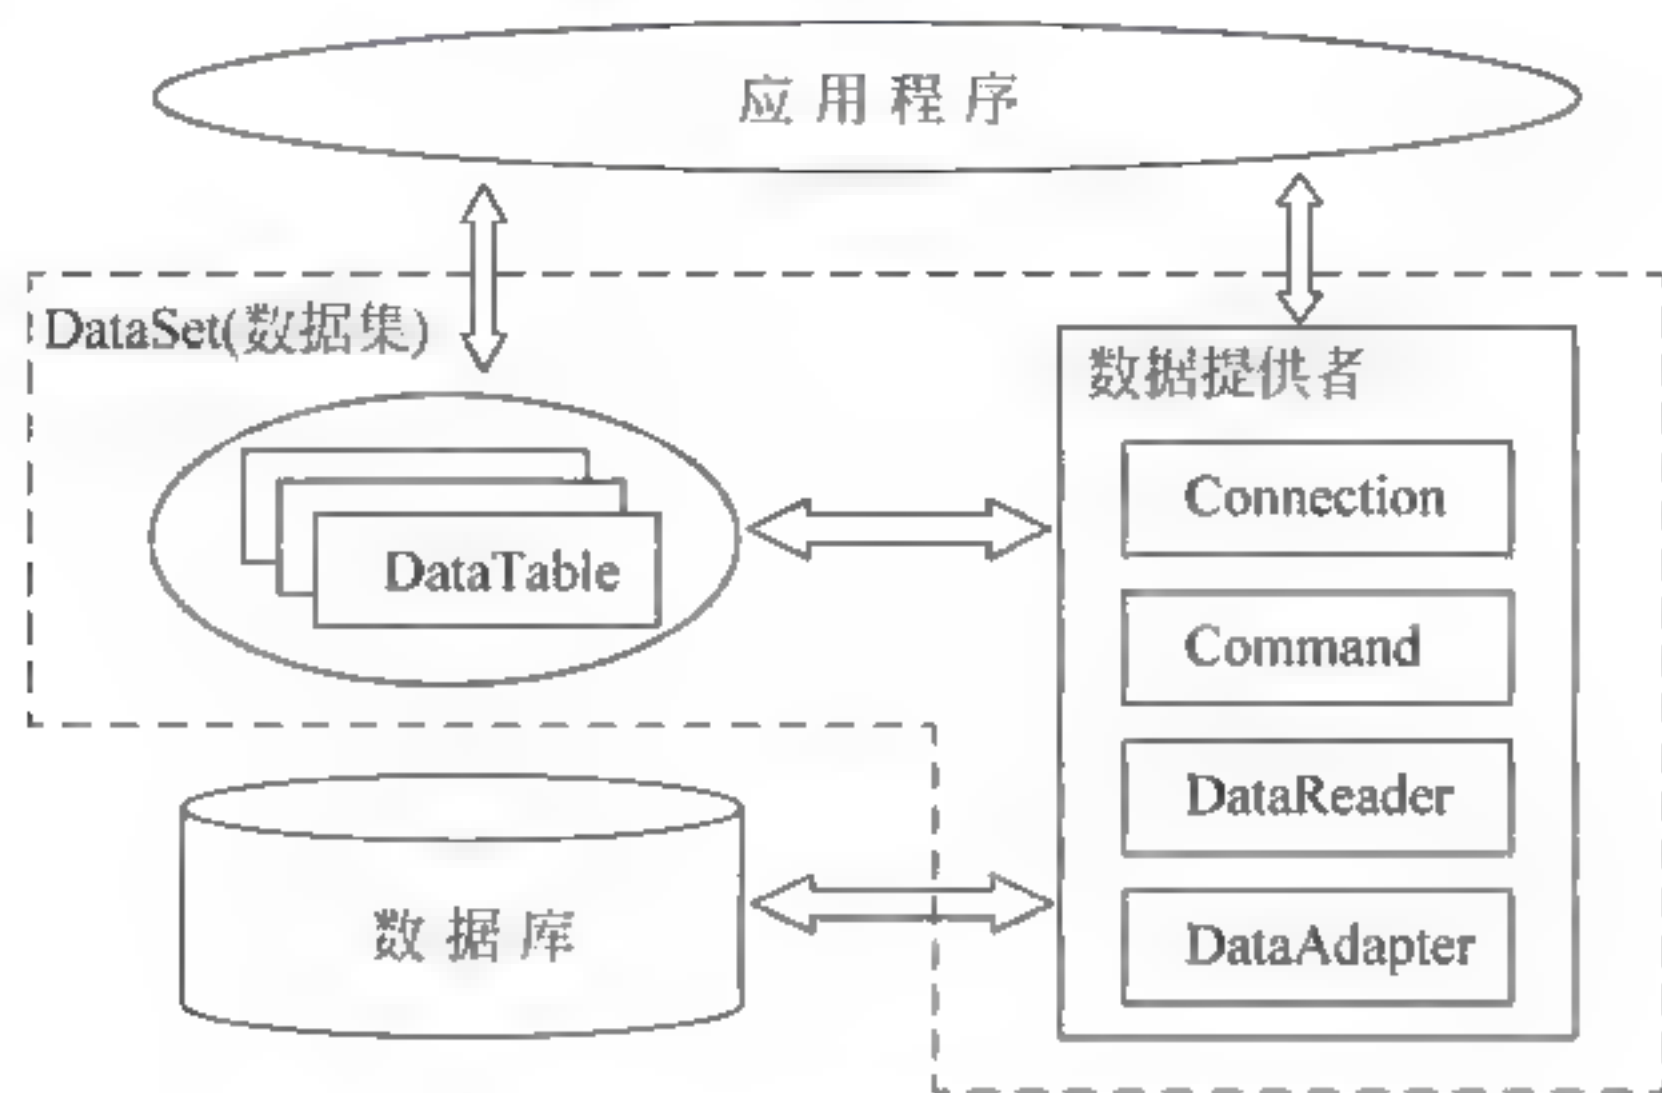 应用程序
DataSet(数据集)
DataTable
数据库
数据提供者
Connection
Command
DataReader
DataAdapter